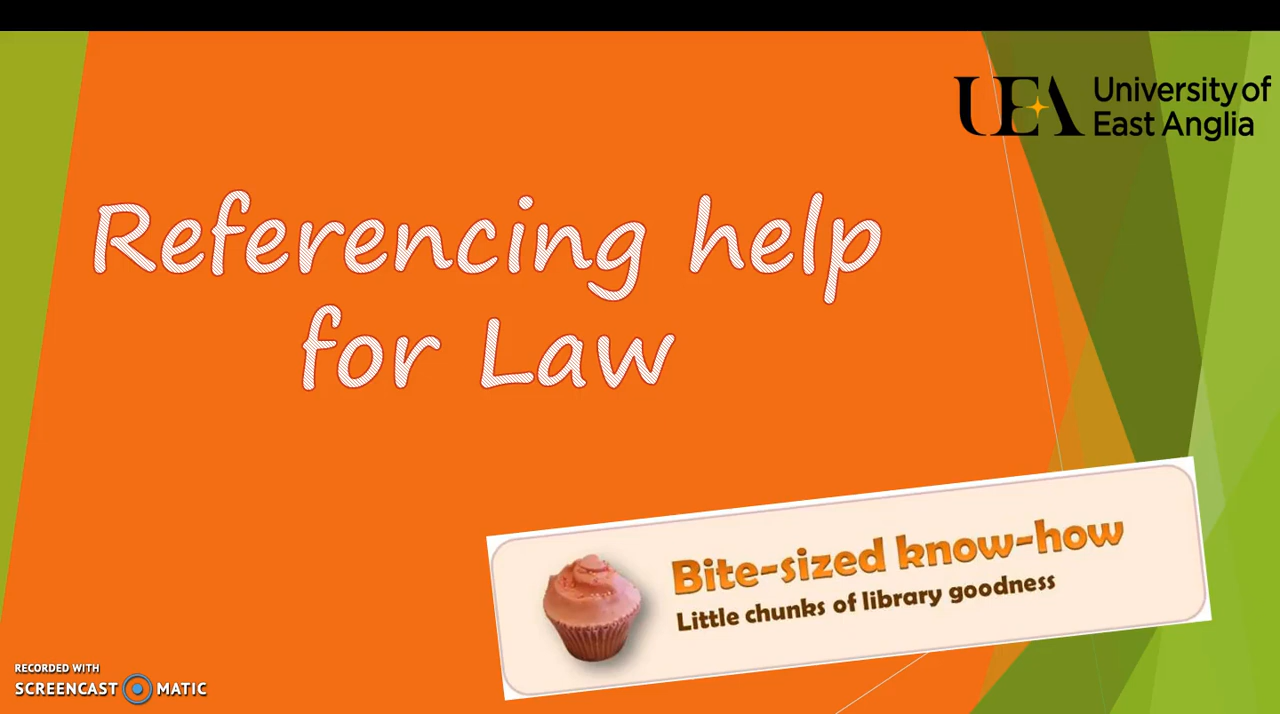 UEA University of
East Anglia
Referencing help
for Law
Bite-sized know-how
Little chunks of library goodness
RECORDED WITH
SCREENCAST MATIC